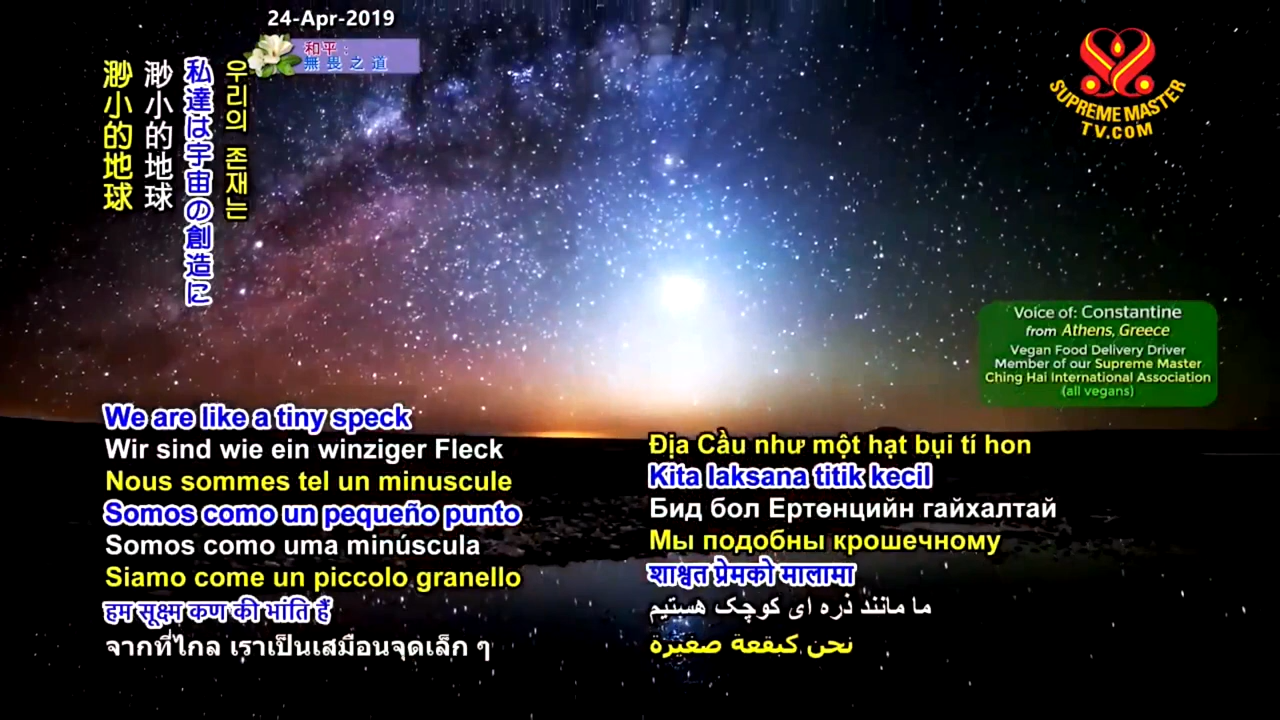 24-Apr-2019
和平：
無畏之道
SUPREME MASTER
TV.COM
우리의 존재는
私達は宇宙の創造に
渺小的地球
渺小的地球
Voice of: Constantine
from Athens, Greece
Vegan Food Delivery Driver
Member of our Supreme Master
Ching Hai International Association
(all vegans)
We are like a tiny speck
Wir sind wie ein winziger Fleck
Nous sommes tel un minuscule
Somos como un pequeño punto
Somos como uma minúscula
Siamo come un piccolo granello
हम सूक्ष्म कण की भांति हैं
จากที่ไกล เราเป็นเสมือนจุดเล็ก ๆ
Địa Cầu như một hạt bụi tí hon
Kita laksana titik kecil
Бид бол Ертөнцийн гайхалтай
Мы подобны крошечному
शाश्वत प्रेमको मालामा
ما مانند ذره ای کوچک هستیم
نحن كبقعة صغيرة